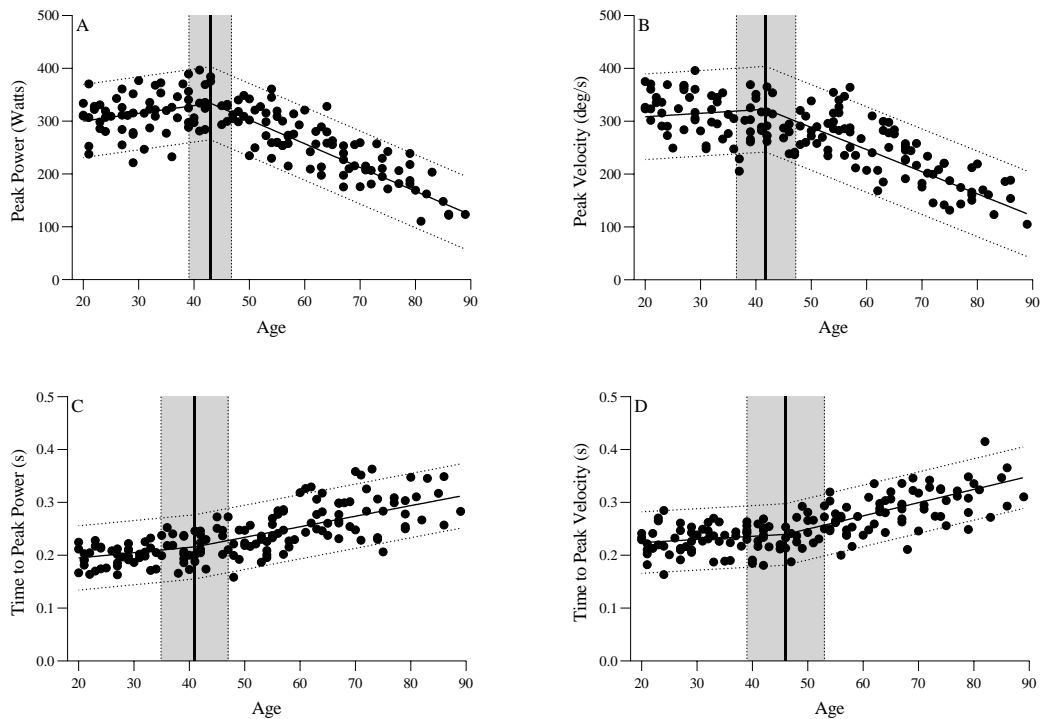 A
Peak Power (Watts)
500
400
300
200
100
0
20 30 40 50 60 70 80 90
Age
B
Peak Velocity (deg/s)
500
400
300
200
100
0
20 30 40 50 60 70 80 90
Age
C
Time to Peak Power (s)
0.5
0.4
0.3
0.2
0.1
0.0
20 30 40 50 60 70 80 90
Age
D
Time to Peak Velocity (s)
0.5
0.4
0.3
0.2
0.1
0.0
20 30 40 50 60 70 80 90
Age